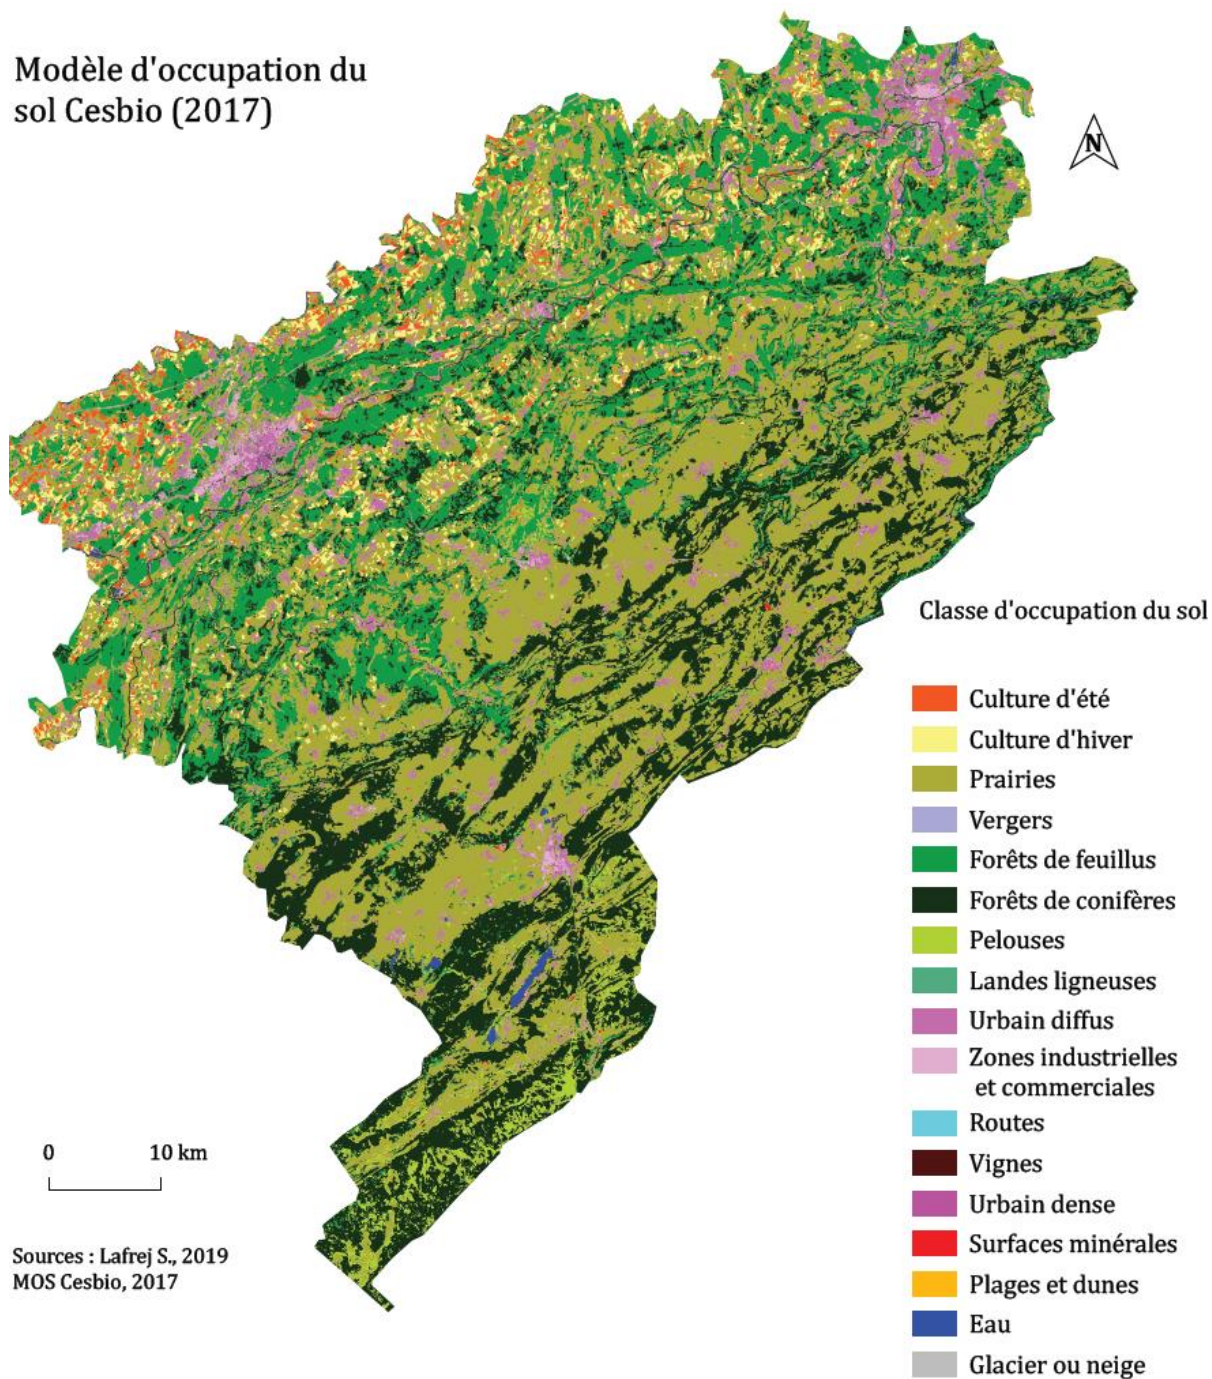 Modèle d'occupation du
sol Cesbio (2017)
N
Classe d'occupation du sol
Culture d'été
Culture d'hiver
Prairies
Vergers
Forêts de feuillus
Forêts de conifères
Pelouses
Landes ligneuses
Urbain diffus
Zones industrielles
et commerciales
Routes
Vignes
Urbain dense
Surfaces minérales
Plages et dunes
Eau
Glacier ou neige
0 10 km
Sources : Lafrej S., 2019
MOS Cesbio, 2017